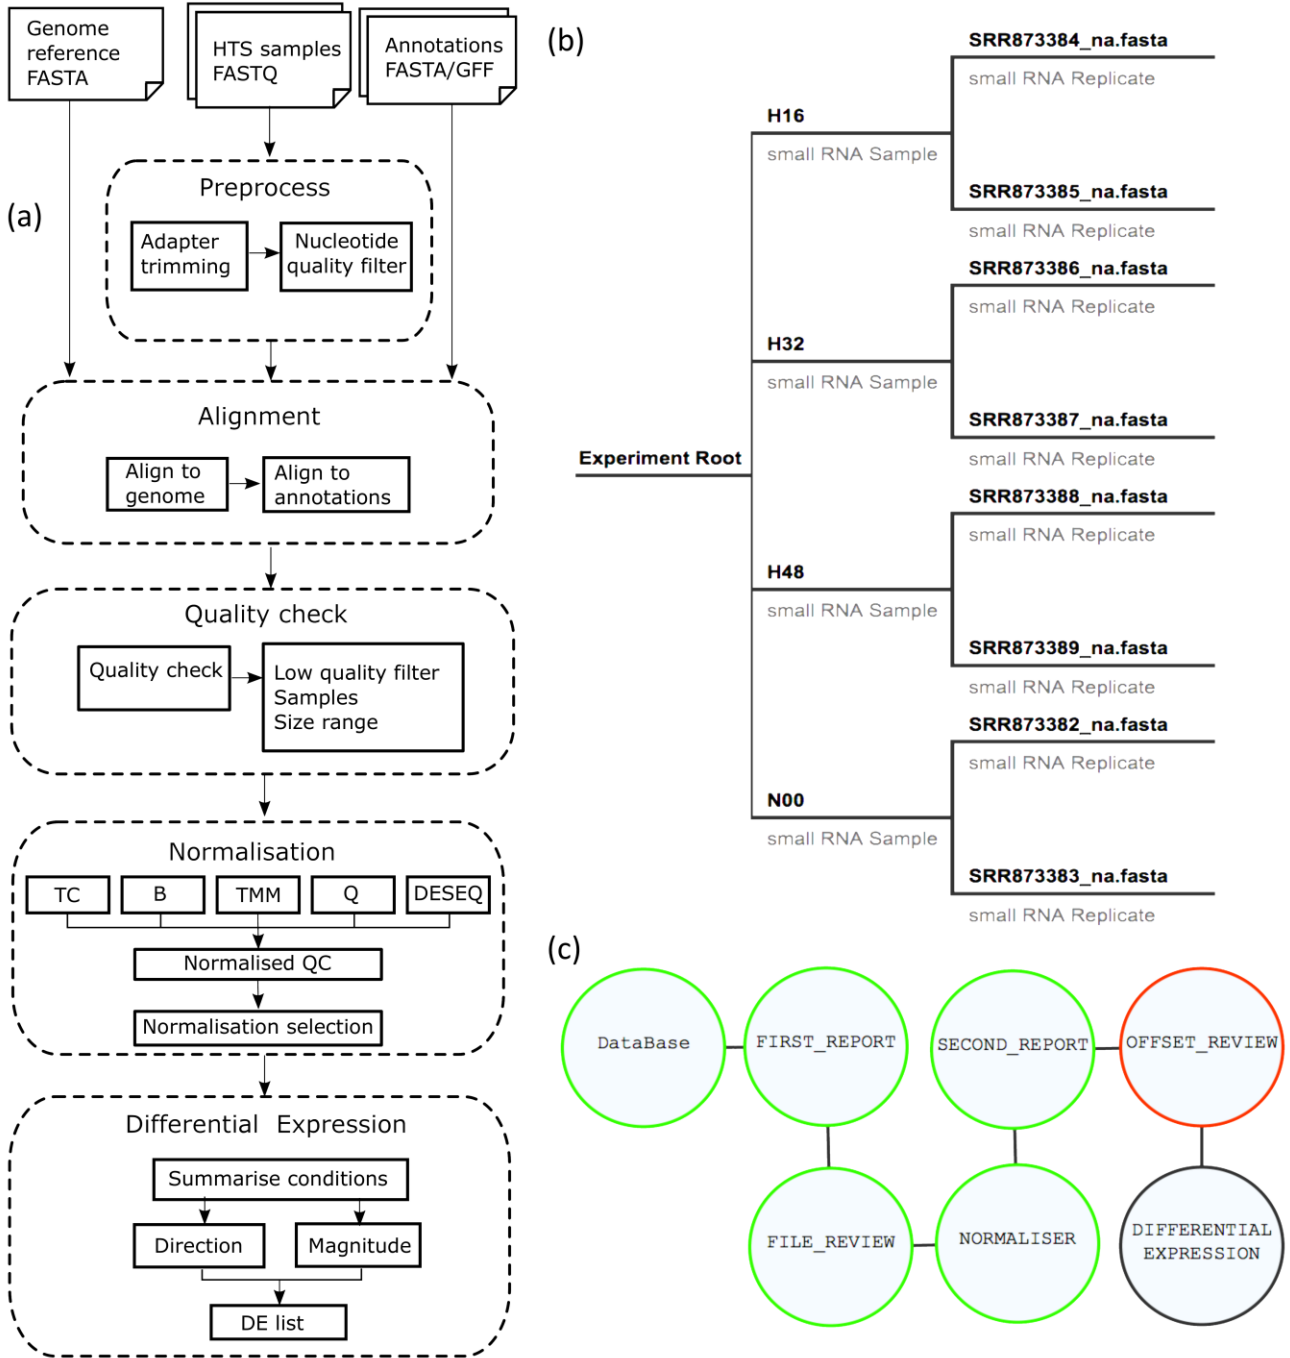 Genome
reference
FASTA
HTS samples
FASTQ
Annotations
FASTA/GFF
(a)
Preprocess
Adapter
trimming
Nucleotide
quality filter
Alignment
Align to
genome
Align to
annotations
Quality check
Quality check
Low quality filter
Samples
Size range
Normalisation
TC
B
TMM
Q
DESEQ
Normalised QC
Normalisation selection
Differential Expression
Summarise conditions
Direction
Magnitude
DE list
(b)
Experiment Root
H16
small RNA Sample
SRR873384_na.fasta
small RNA Replicate
SRR873385_na.fasta
small RNA Replicate
H32
small RNA Sample
SRR873386_na.fasta
small RNA Replicate
SRR873387_na.fasta
small RNA Replicate
H48
small RNA Sample
SRR873388_na.fasta
small RNA Replicate
SRR873389_na.fasta
small RNA Replicate
N00
small RNA Sample
SRR873382_na.fasta
small RNA Replicate
SRR873383_na.fasta
small RNA Replicate
(c)
DataBase
FIRST_REPORT
FILE_REVIEW
NORMALISER
SECOND_REPORT
OFFSET_REVIEW
DIFFERENTIAL
EXPRESSION